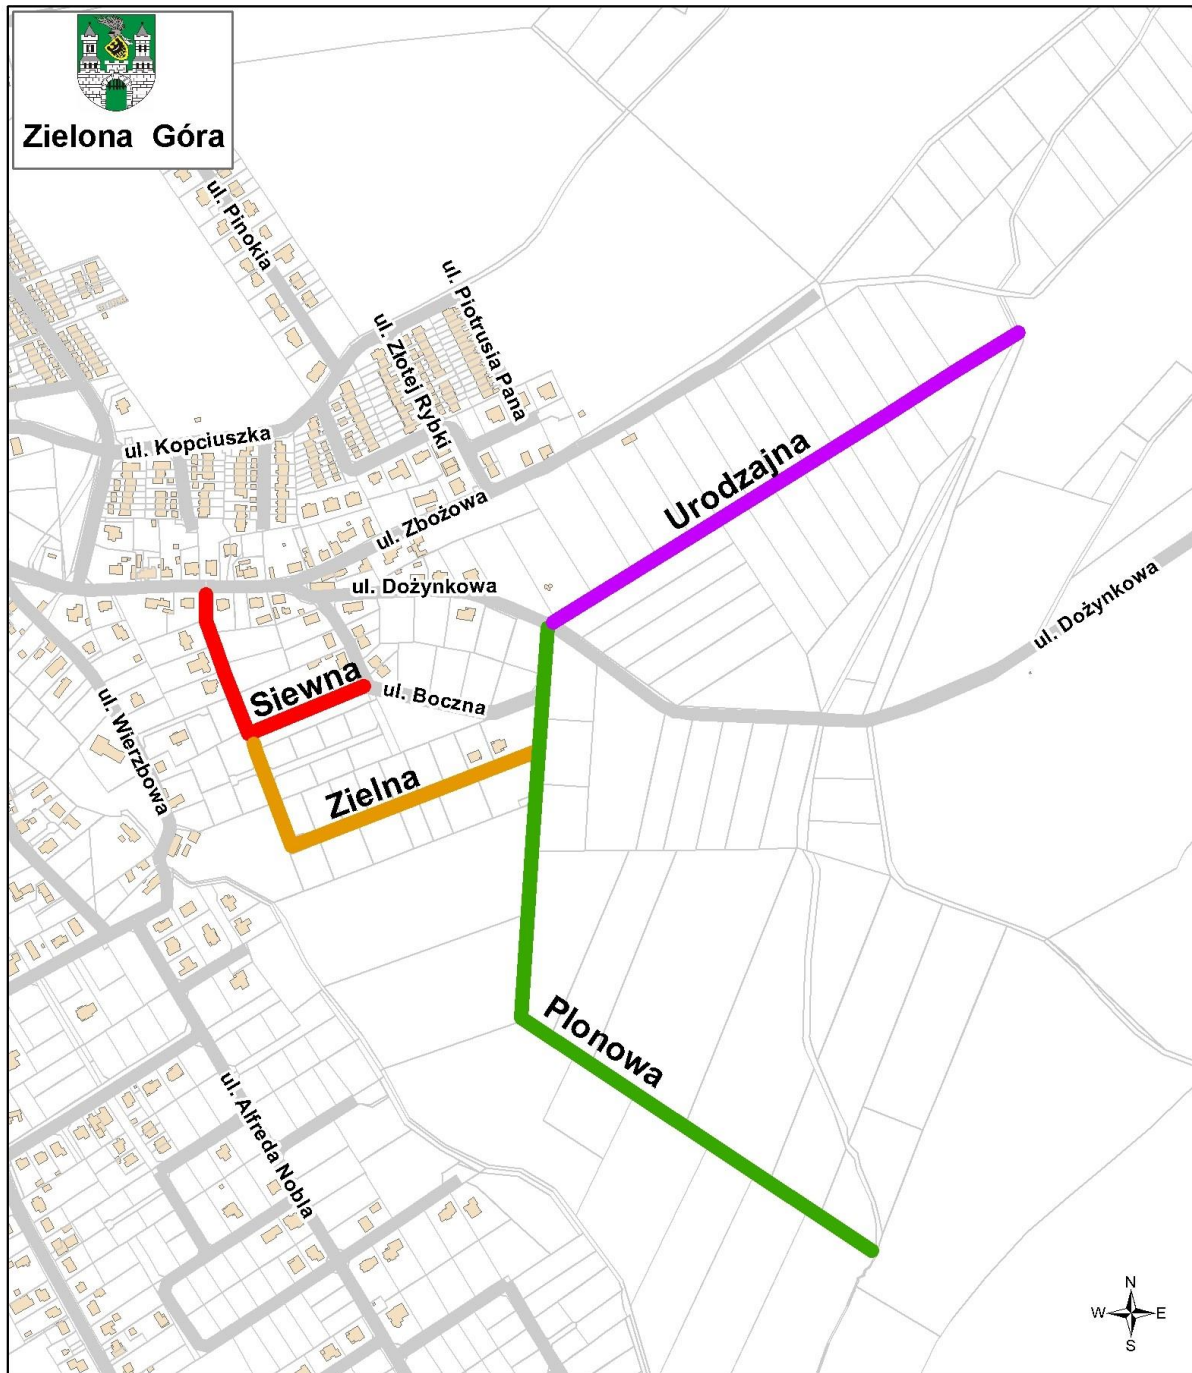 Zielona Góra
ul. Pinokia
ul. Piotrusia Pana
ul. Złotej Rybki
ul. Kopciuszka
Urodzajna
ul. Zbożowa
ul. Dożynkowa
ul. Dożynkowa
Siewna
ul. Boczna
ul. Wierzbowa
Zielna
Plonowa
ul. Alfreda Nobla
N
W
E
S